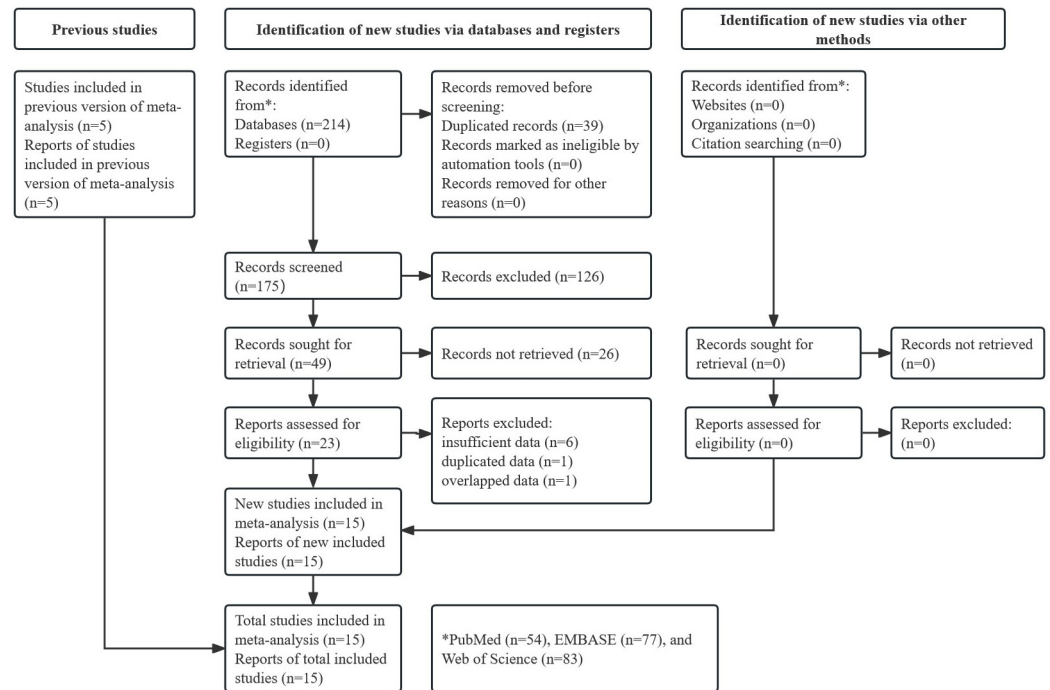 Previous studies
Identification of new studies via databases and registers
Identification of new studies via other
methods
Studies included in
previous version of meta-
analysis (n=5)
Reports of studies
included in previous
version of meta-analysis
(n=5)
Records identified
from*:
Databases (n=214)
Registers (n=0)
Records removed before
screening:
Duplicated records (n=39)
Records marked as ineligible by
automation tools (n=0)
Records removed for other
reasons (n=0)
Records identified from*:
Websites (n=0)
Organizations (n=0)
Citation searching (n=0)
Records screened
(n=175)
Records excluded (n=126)
Records sought for
retrieval (n=49)
Records not retrieved (n=26)
Records sought for
retrieval (n=0)
Records not retrieved
(n=0)
Reports assessed for
eligibility (n=23)
Reports excluded:
insufficient data (n=6)
duplicated data (n=1)
overlapped data (n=1)
Reports assessed for
eligibility (n=0)
Reports excluded:
(n=0)
New studies included in
meta-analysis (n=15)
Reports of new included
studies (n=15)
Total studies included in
meta-analysis (n=15)
Reports of total included
studies (n=15)
*PubMed (n=54), EMBASE (n=77), and
Web of Science (n=83)